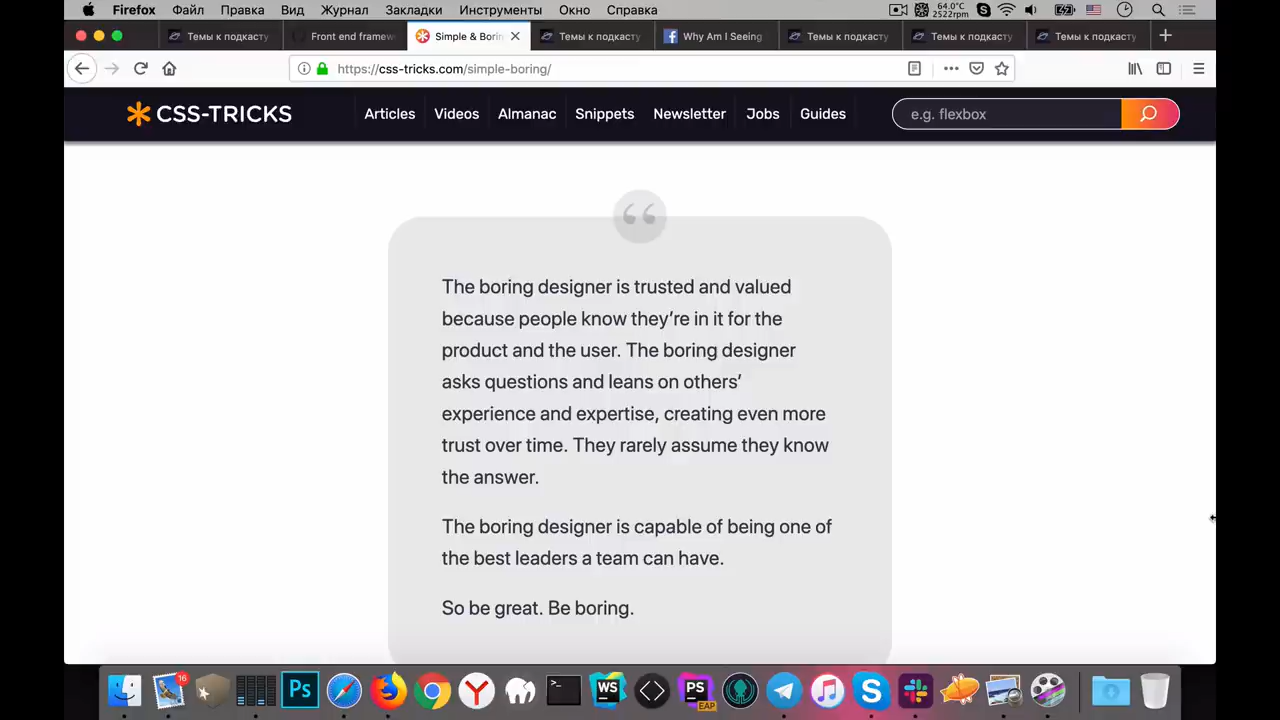 Firefox Файл Правка Вид Журнал Закладки Инструменты Окно Справка 64.0°C 2522rpm
Темы к подкасту Front end framew Simple & Borin Темы к подкасту Why Am I Seeing Темы к подкасту Темы к подкасту Темы к подкасту
https://css-tricks.com/simple-boring/
CSS-TRICKS Articles Videos Almanac Snippets Newsletter Jobs Guides e.g. flexbox
“
The boring designer is trusted and valued
because people know they’re in it for the
product and the user. The boring designer
asks questions and leans on others’
experience and expertise, creating even more
trust over time. They rarely assume they know
the answer.
The boring designer is capable of being one of
the best leaders a team can have.
So be great. Be boring.
16 Ps Y WS PS EAP S